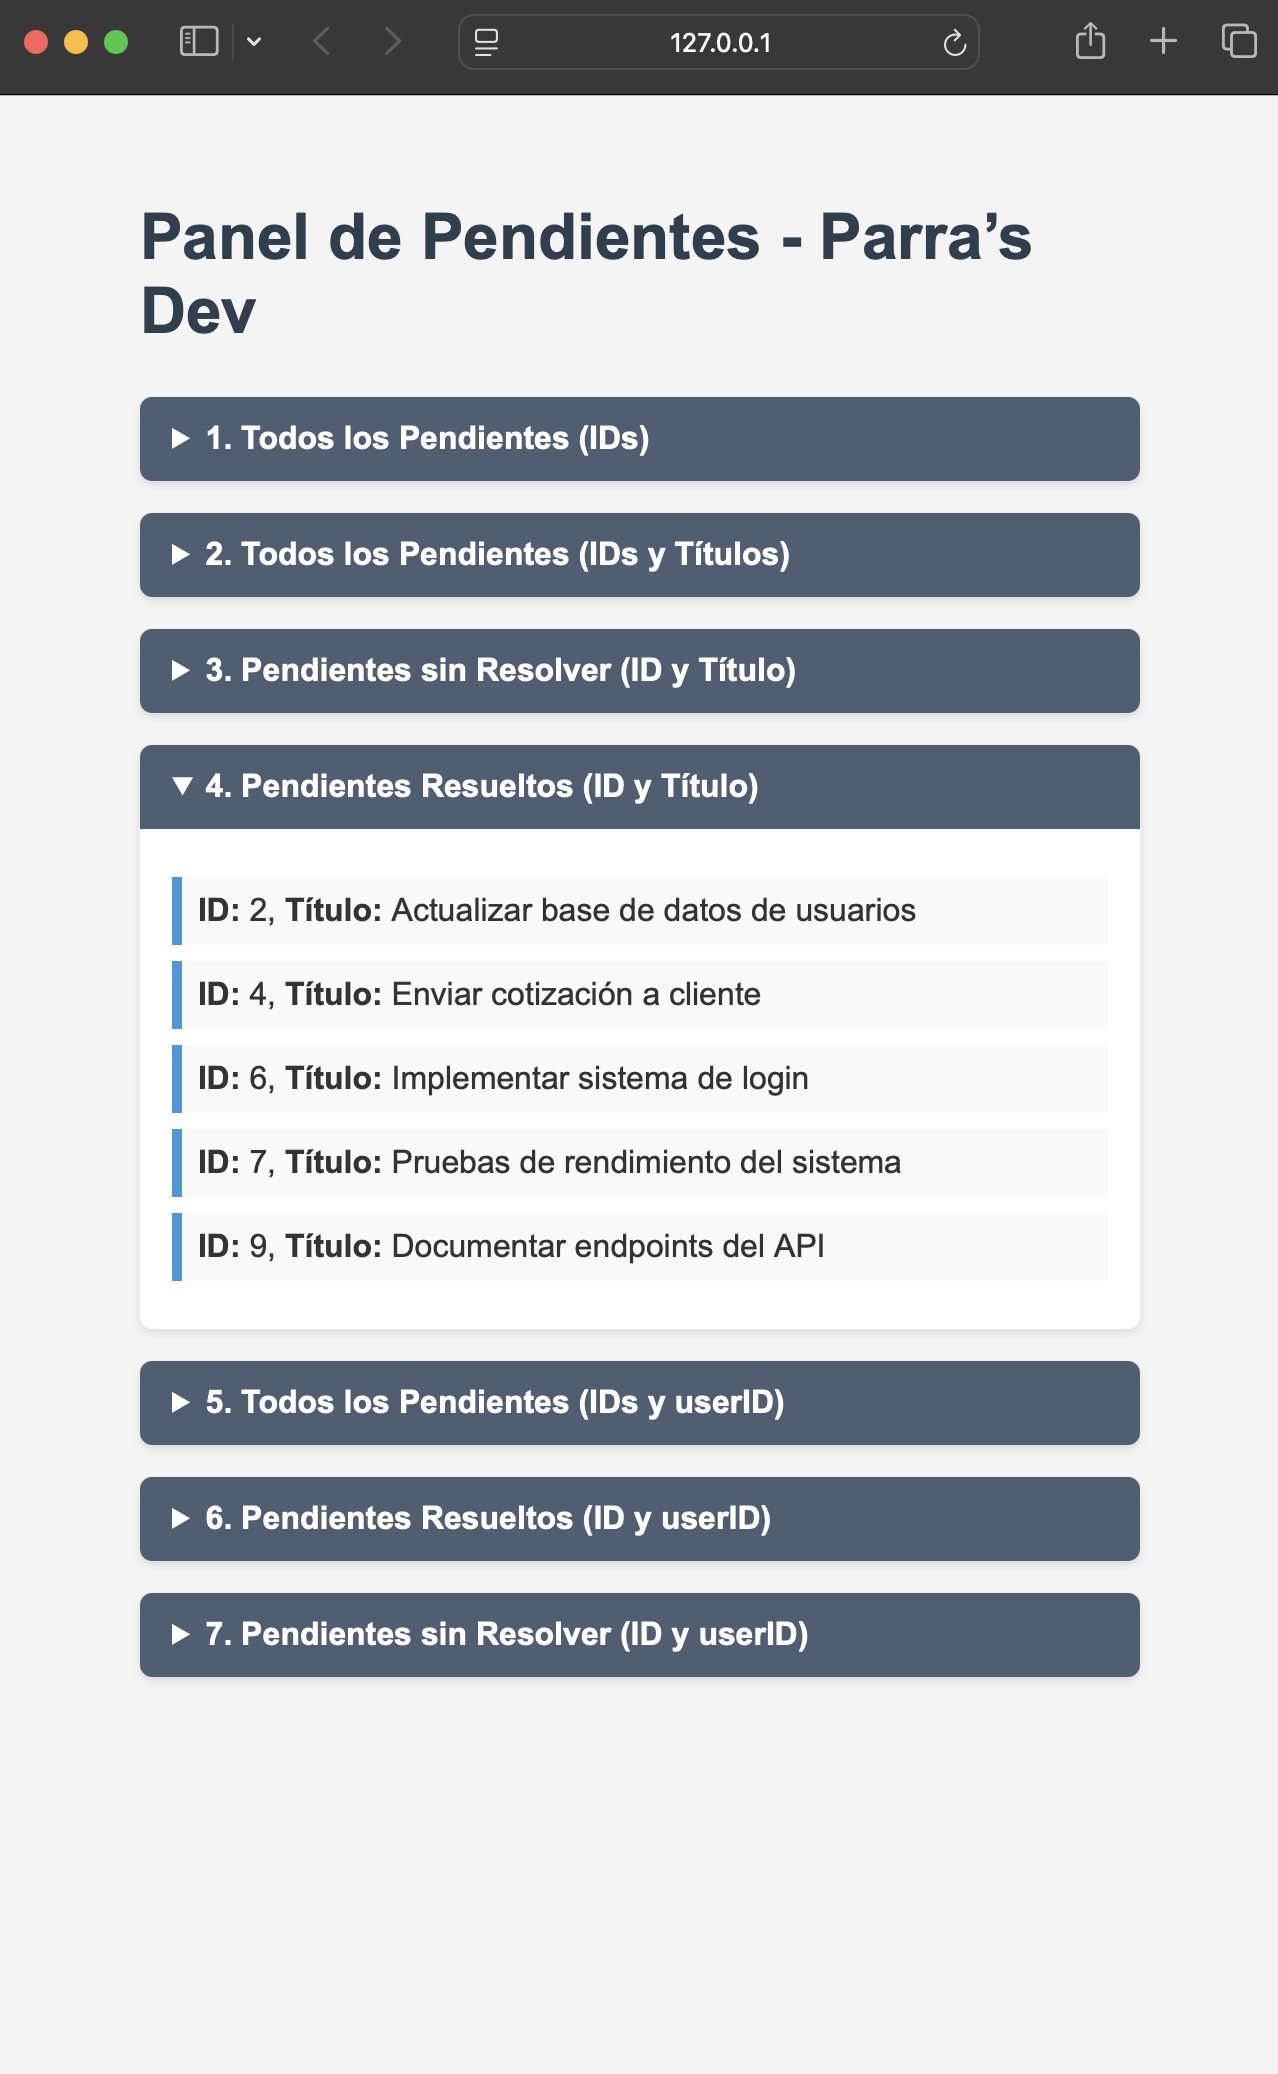 127.0.0.1
Panel de Pendientes - Parra’s
Dev
1. Todos los Pendientes (IDs)
2. Todos los Pendientes (IDs y Títulos)
3. Pendientes sin Resolver (ID y Título)
4. Pendientes Resueltos (ID y Título)
ID: 2, Título: Actualizar base de datos de usuarios
ID: 4, Título: Enviar cotización a cliente
ID: 6, Título: Implementar sistema de login
ID: 7, Título: Pruebas de rendimiento del sistema
ID: 9, Título: Documentar endpoints del API
5. Todos los Pendientes (IDs y userID)
6. Pendientes Resueltos (ID y userID)
7. Pendientes sin Resolver (ID y userID)